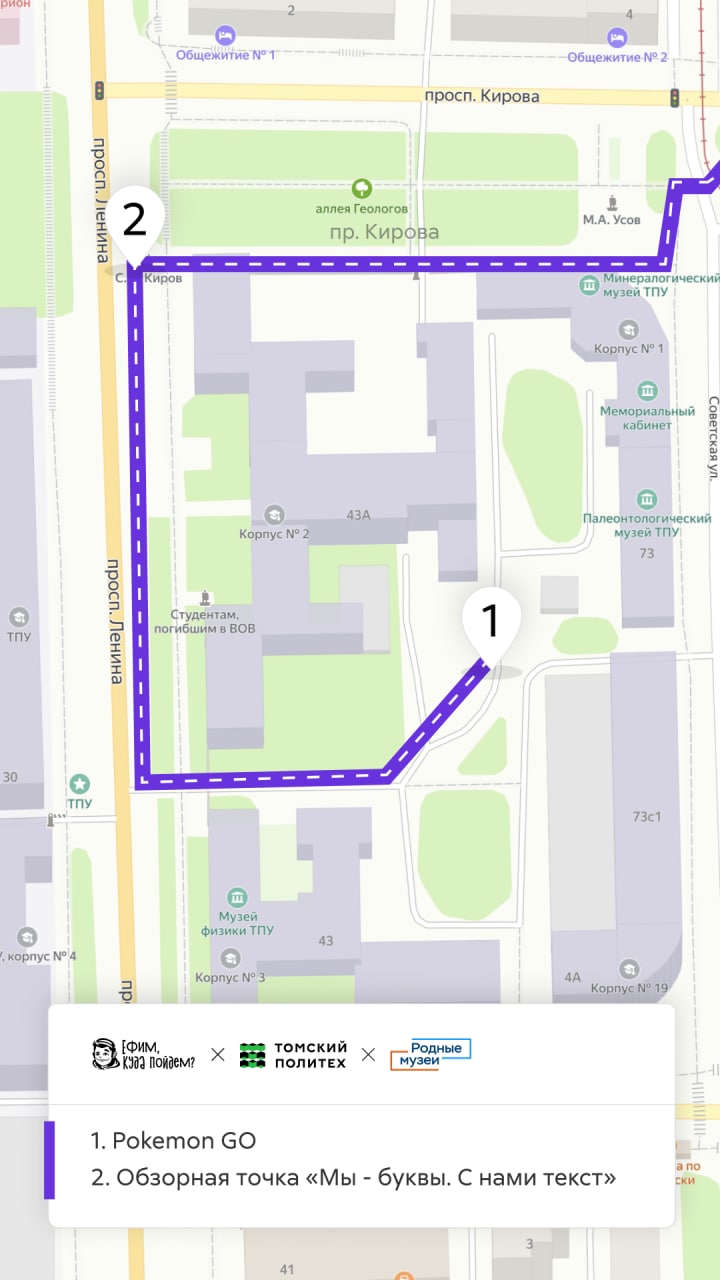 2
4
Общежитие № 1
Общежитие № 2
просп. Кирова
просп. Ленина
2
аллея Геологов
М.А. Усов
пр. Кирова
Киров
Минералогический
музей ТПУ
Корпус № 1
Мемориальный
кабинет
Советская ул.
Корпус № 2
43А
Палеонтологический
музей ТПУ
73
просп. Ленина
Студентам,
погибшим в ВОВ
1
ТПУ
30
ТПУ
73с1
Музей
физики ТПУ
43
корпус № 4
Корпус № 3
4А
Корпус № 19
ЕФИМ,
КУДА ПОЙДЕМ?
ТОМСКИЙ
ПОЛИТЕХ
Родные
музеи
1. Pokemon GO
2. Обзорная точка «Мы - буквы. С нами текст»
41
3